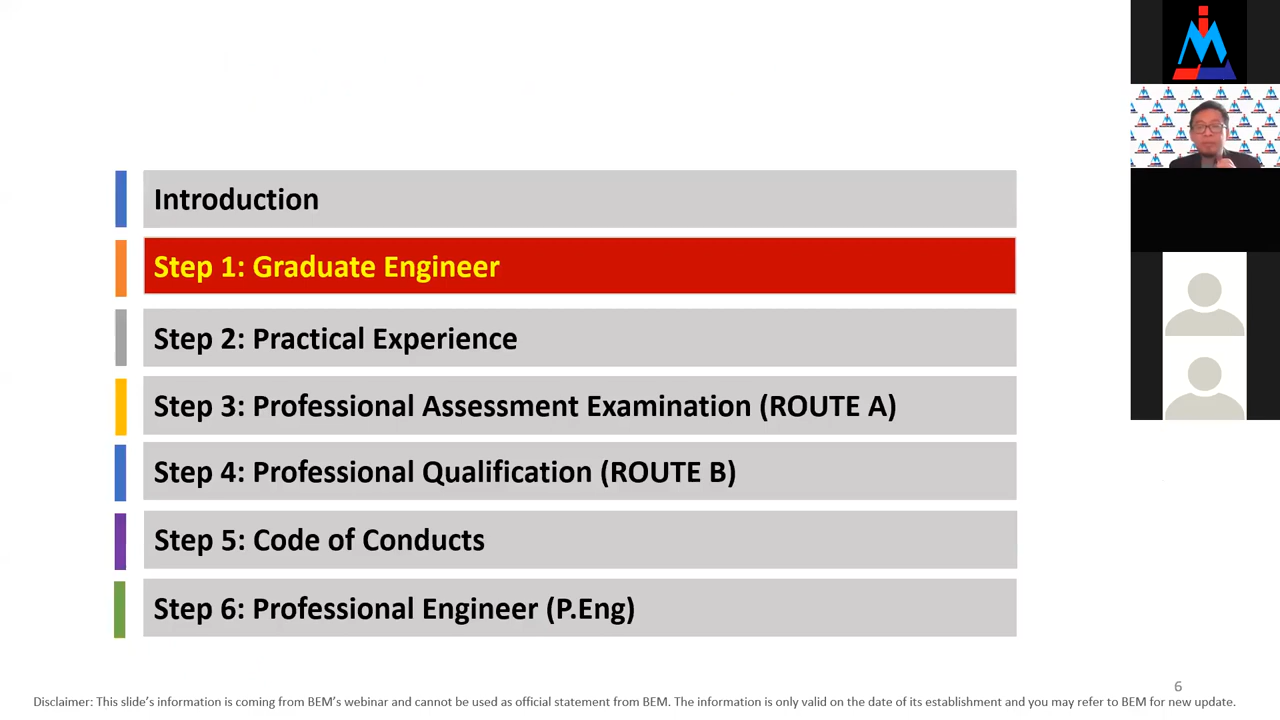 Introduction
Step 1: Graduate Engineer
Step 2: Practical Experience
Step 3: Professional Assessment Examination (ROUTE A)
Step 4: Professional Qualification (ROUTE B)
Step 5: Code of Conducts
Step 6: Professional Engineer (P.Eng)
6
Disclaimer: This slide's information is coming from BEM's webinar and cannot be used as official statement from BEM. The information is only valid on the date of its establishment and you may refer to BEM for new update.